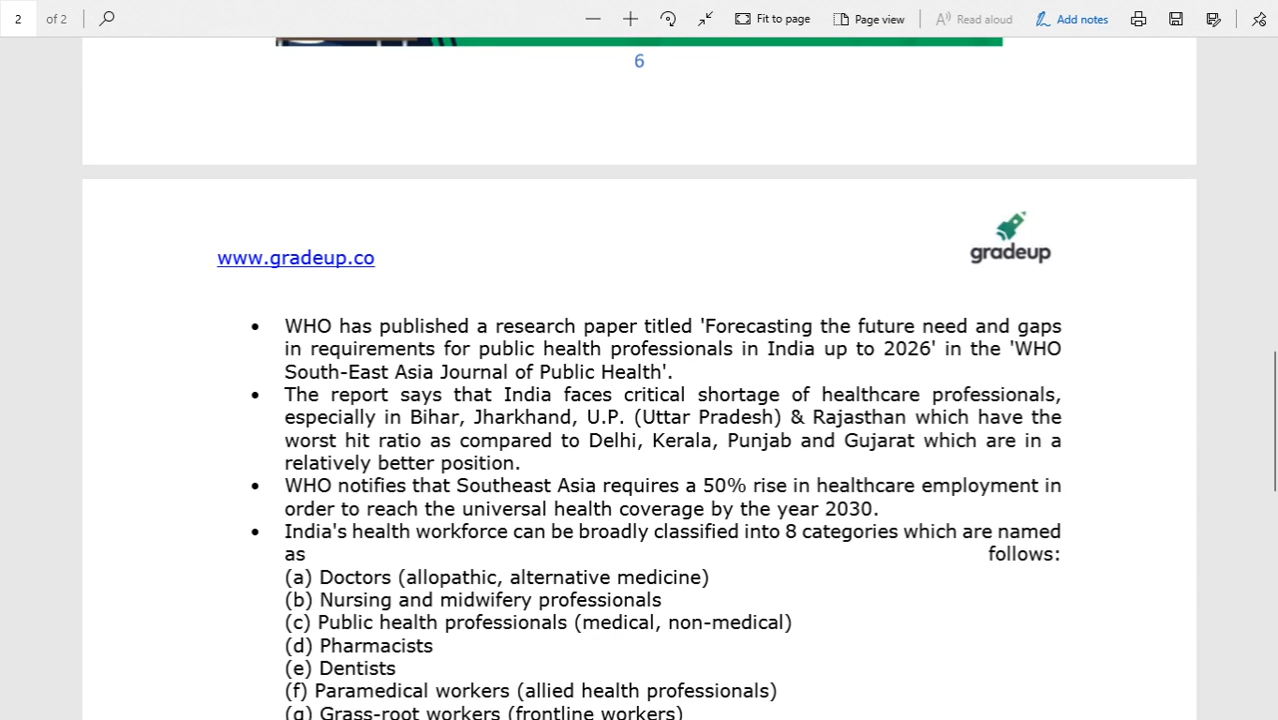 2 of 2 Fit to page Page view Read aloud Add notes
6
www.gradeup.co
gradeup
• WHO has published a research paper titled 'Forecasting the future need and gaps
in requirements for public health professionals in India up to 2026' in the 'WHO
South-East Asia Journal of Public Health'.
• The report says that India faces critical shortage of healthcare professionals,
especially in Bihar, Jharkhand, U.P. (Uttar Pradesh) & Rajasthan which have the
worst hit ratio as compared to Delhi, Kerala, Punjab and Gujarat which are in a
relatively better position.
• WHO notifies that Southeast Asia requires a 50% rise in healthcare employment in
order to reach the universal health coverage by the year 2030.
• India's health workforce can be broadly classified into 8 categories which are named
as follows:
(a) Doctors (allopathic, alternative medicine)
(b) Nursing and midwifery professionals
(c) Public health professionals (medical, non-medical)
(d) Pharmacists
(e) Dentists
(f) Paramedical workers (allied health professionals)
(g) Grass-root workers (frontline workers)